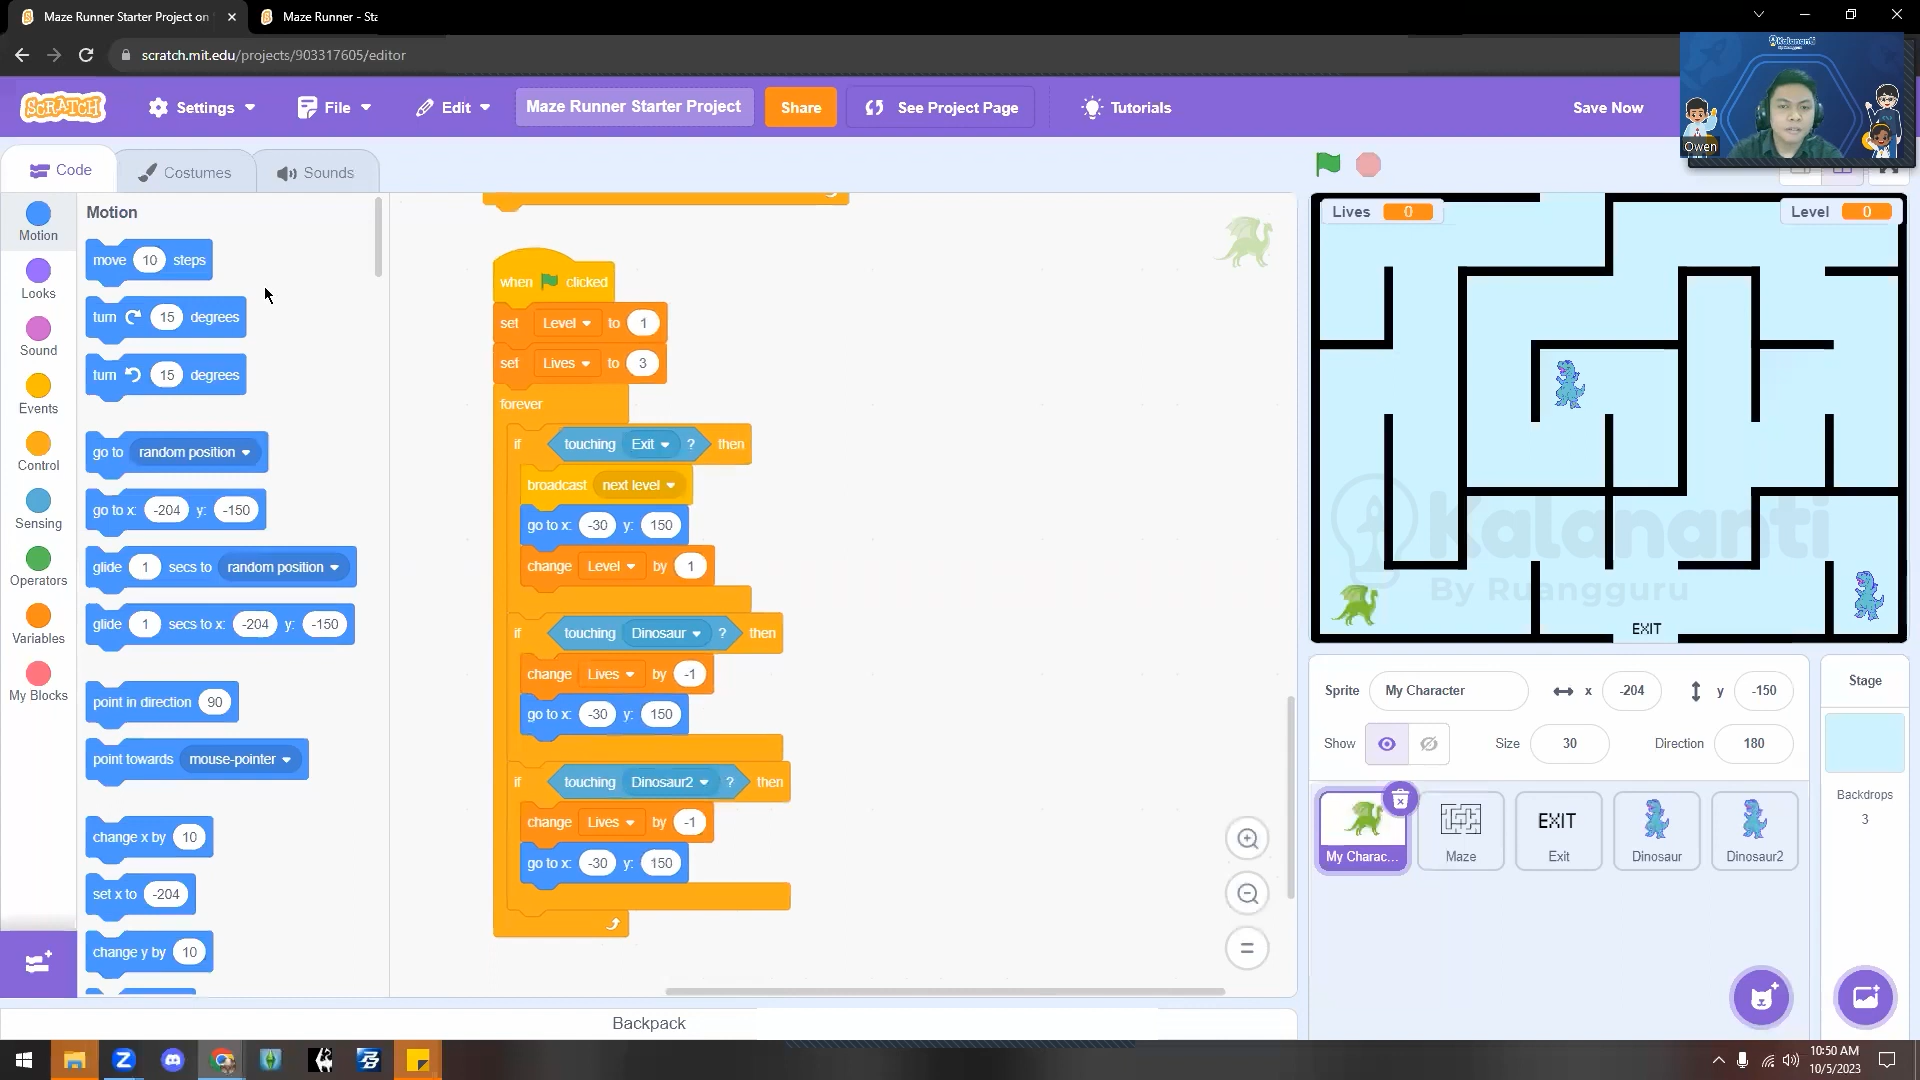 Maze Runner Starter Project on
Maze Runner - Sta
scratch.mit.edu/projects/903317605/editor
Kalananti
Owen
SCRATCH
Settings
File
Edit
Maze Runner Starter Project
Share
See Project Page
Tutorials
Save Now
Code
Costumes
Sounds
Motion
Looks
Sound
Events
Control
Sensing
Operators
Variables
My Blocks
Motion
move 10 steps
turn 15 degrees
turn 15 degrees
go to random position
go to x: -204 y: -150
glide 1 secs to random position
glide 1 secs to x: -204 y: -150
point in direction 90
point towards mouse-pointer
change x by 10
set x to -204
change y by 10
when clicked
set Level to 1
set Lives to 3
forever
if touching Exit ? then
broadcast next level
go to x: -30 y: 150
change Level by 1
if touching Dinosaur ? then
change Lives by -1
go to x: -30 y: 150
if touching Dinosaur2 ? then
change Lives by -1
go to x: -30 y: 150
Lives 0
Level 0
Kalananti
By Ruangguru
EXIT
Sprite My Character x -204 y -150
Show Size 30 Direction 180
My Charac...
Maze
EXIT
Exit
Dinosaur
Dinosaur2
Stage
Backdrops
3
Backpack
10:50 AM
10/5/2023